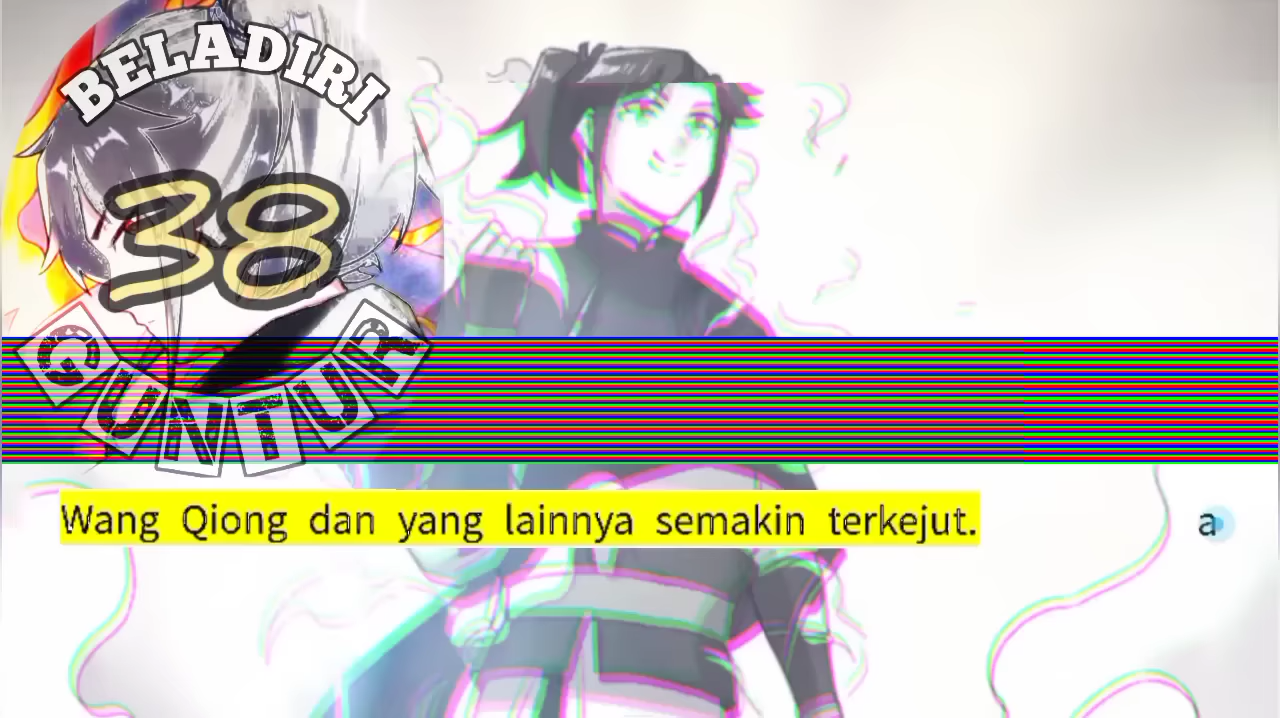 BELADIRI
38
GUNTUR
Wang Qiong dan yang lainnya semakin terkejut.
a